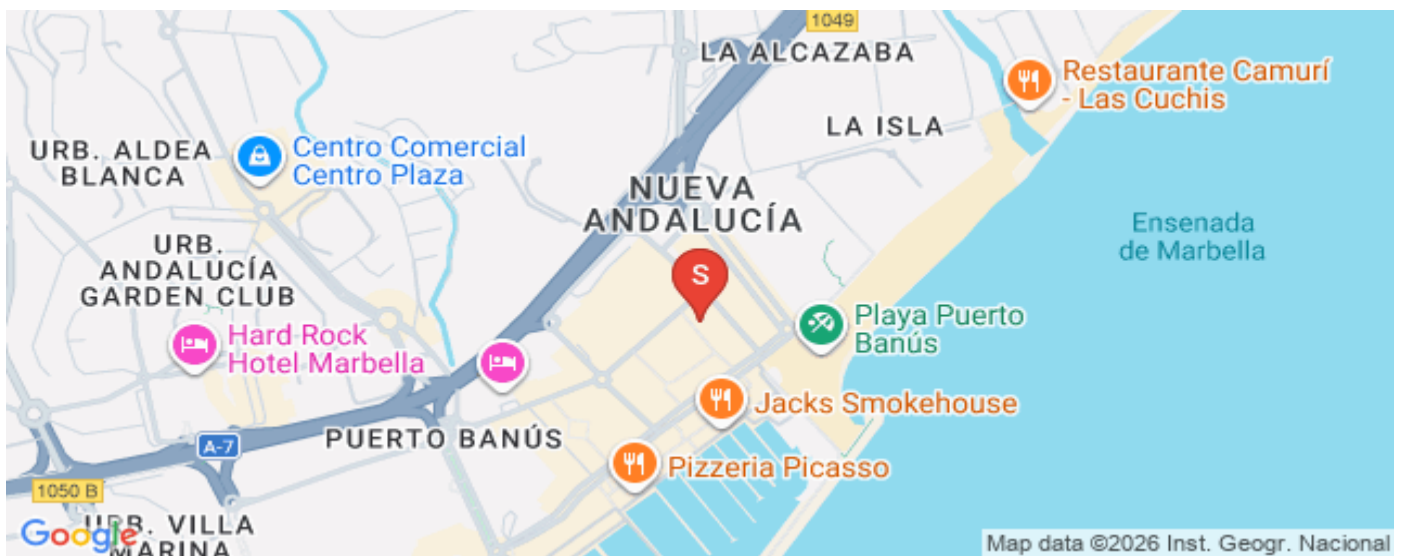 1049
LA ALCAZABA
Restaurante Camurí
- Las Cuchis
LA ISLA
URB. ALDEA
BLANCA
Centro Comercial
Centro Plaza
NUEVA
ANDALUCÍA
Ensenada
de Marbella
URB.
ANDALUCÍA
GARDEN CLUB
S
Playa Puerto
Banús
Hard Rock
Hotel Marbella
Jacks Smokehouse
PUERTO BANÚS
A-7
Pizzeria Picasso
1050 B
URB. VILLA
MARINA
Google
Map data ©2026 Inst. Geogr. Nacional